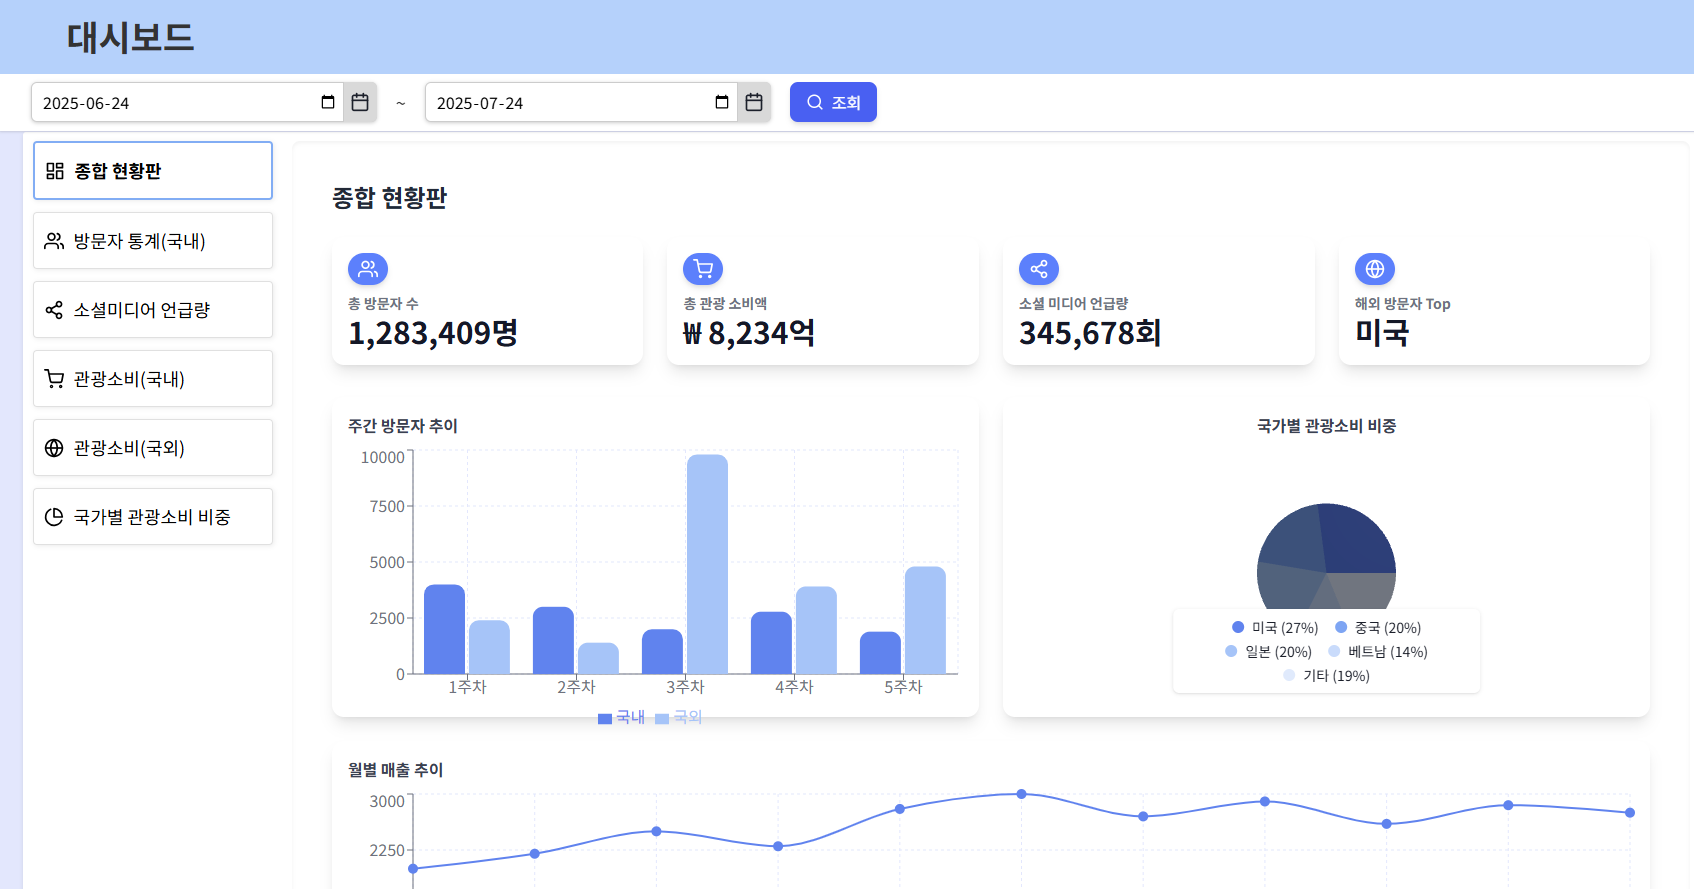 대시보드
2025-06-24 ~ 2025-07-24 조회
종합 현황판
방문자 통계(국내)
소셜미디어 언급량
관광소비(국내)
관광소비(국외)
국가별 관광소비 비중
종합 현황판
총 방문자 수
1,283,409명
총 관광 소비액
₩ 8,234억
소셜 미디어 언급량
345,678회
해외 방문자 Top
미국
주간 방문자 추이
10000
7500
5000
2500
0
1주차 2주차 3주차 4주차 5주차
국내 국외
국가별 관광소비 비중
미국 (27%) 중국 (20%)
일본 (20%) 베트남 (14%)
기타 (19%)
월별 매출 추이
3000
2250